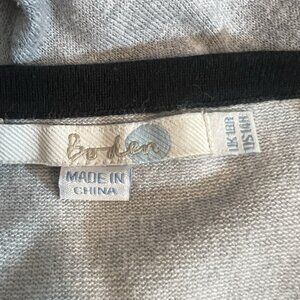 Boden
UK 18R
US 14R
MADE IN
CHINA